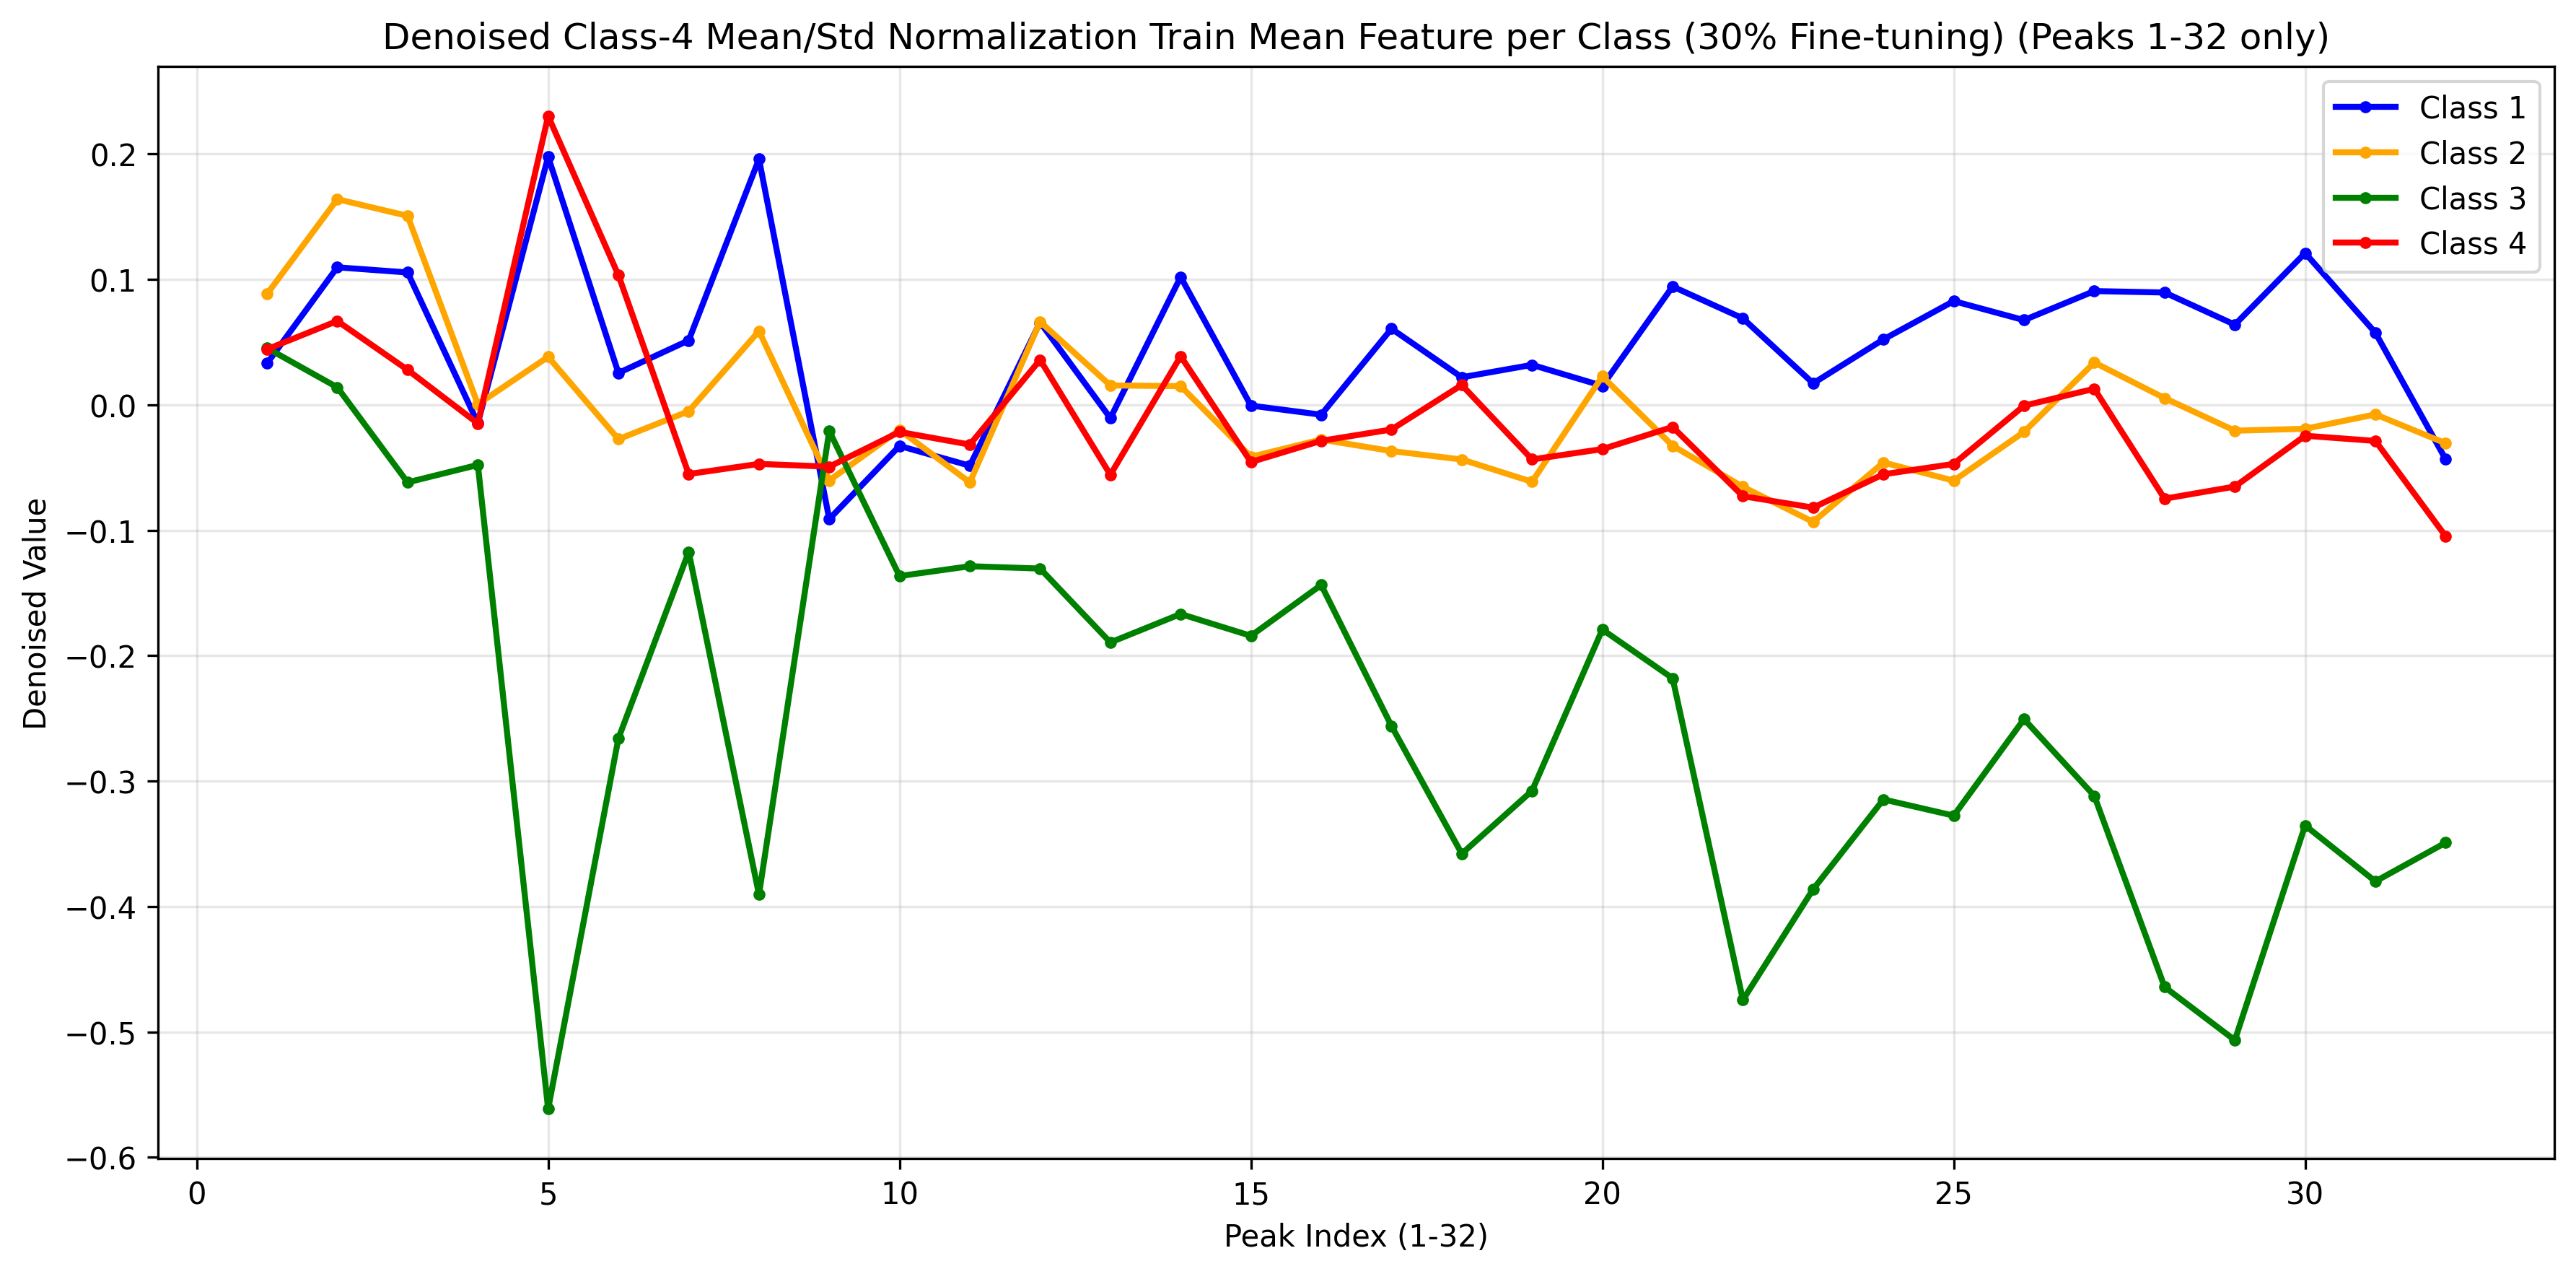 Denoised Class-4 Mean/Std Normalization Train Mean Feature per Class (30% Fine-tuning) (Peaks 1-32 only)
Class 1
Class 2
Class 3
Class 4
0.2
0.1
0.0
−0.1
−0.2
−0.3
−0.4
−0.5
−0.6
Denoised Value
0 5 10 15 20 25 30
Peak Index (1-32)